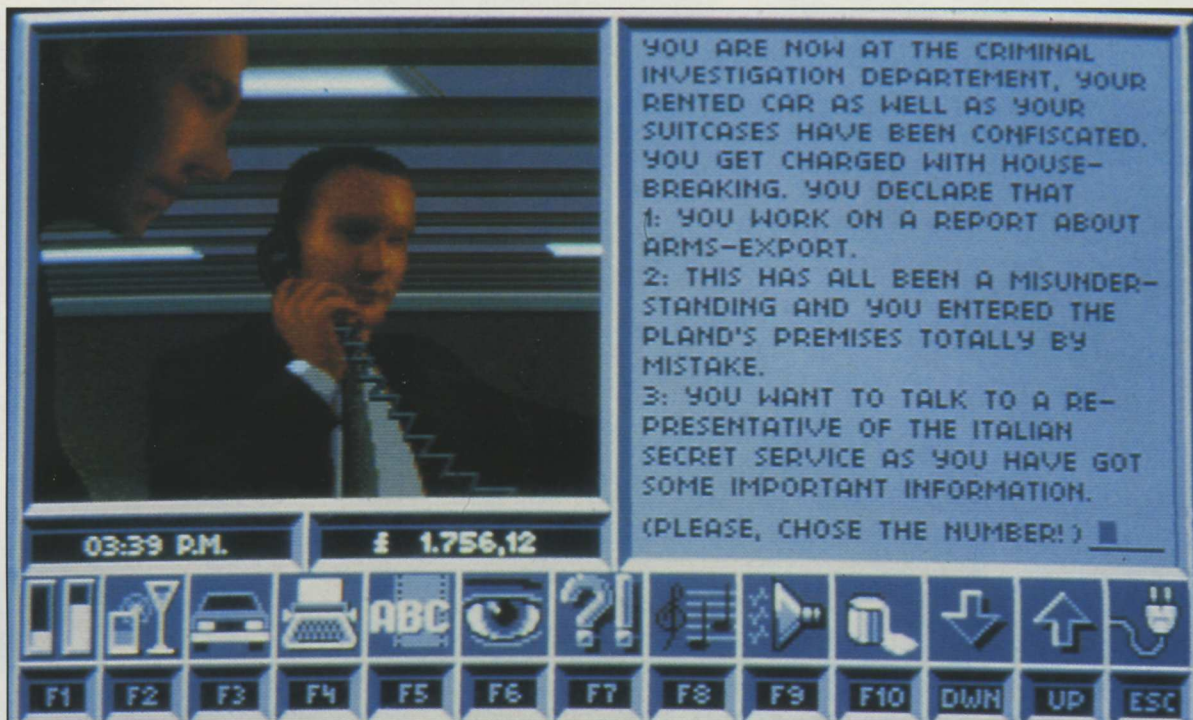 YOU ARE NOW AT THE CRIMINAL
INVESTIGATION DEPARTEMENT, YOUR
RENTED CAR AS WELL AS YOUR
SUITCASES HAVE BEEN CONFISCATED.
YOU GET CHARGED WITH HOUSE-
BREAKING. YOU DECLARE THAT
1: YOU WORK ON A REPORT ABOUT
ARMS-EXPORT.
2: THIS HAS ALL BEEN A MISUNDER-
STANDING AND YOU ENTERED THE
PLAND'S PREMISES TOTALLY BY
MISTAKE.
3: YOU WANT TO TALK TO A RE-
PRESENTATIVE OF THE ITALIAN
SECRET SERVICE AS YOU HAVE GOT
SOME IMPORTANT INFORMATION.
(PLEASE, CHOSE THE NUMBER!)
03:39 P.M. £ 1.756,12
ABC ?!
F1 F2 F3 F4 F5 F6 F7 F8 F9 F10 DWN UP ESC